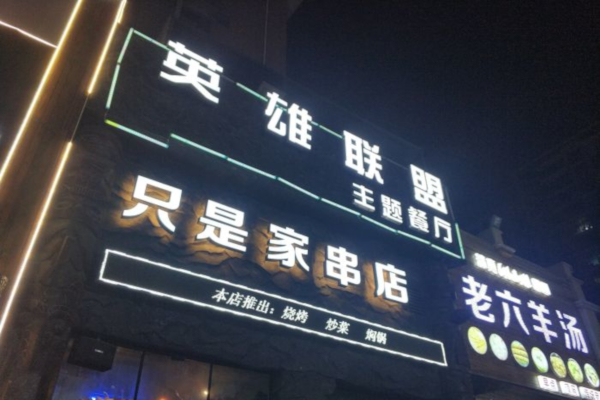 英雄联盟
主题餐厅
只是家串店
本店推出：烧烤 炒菜 焖锅
老六羊汤